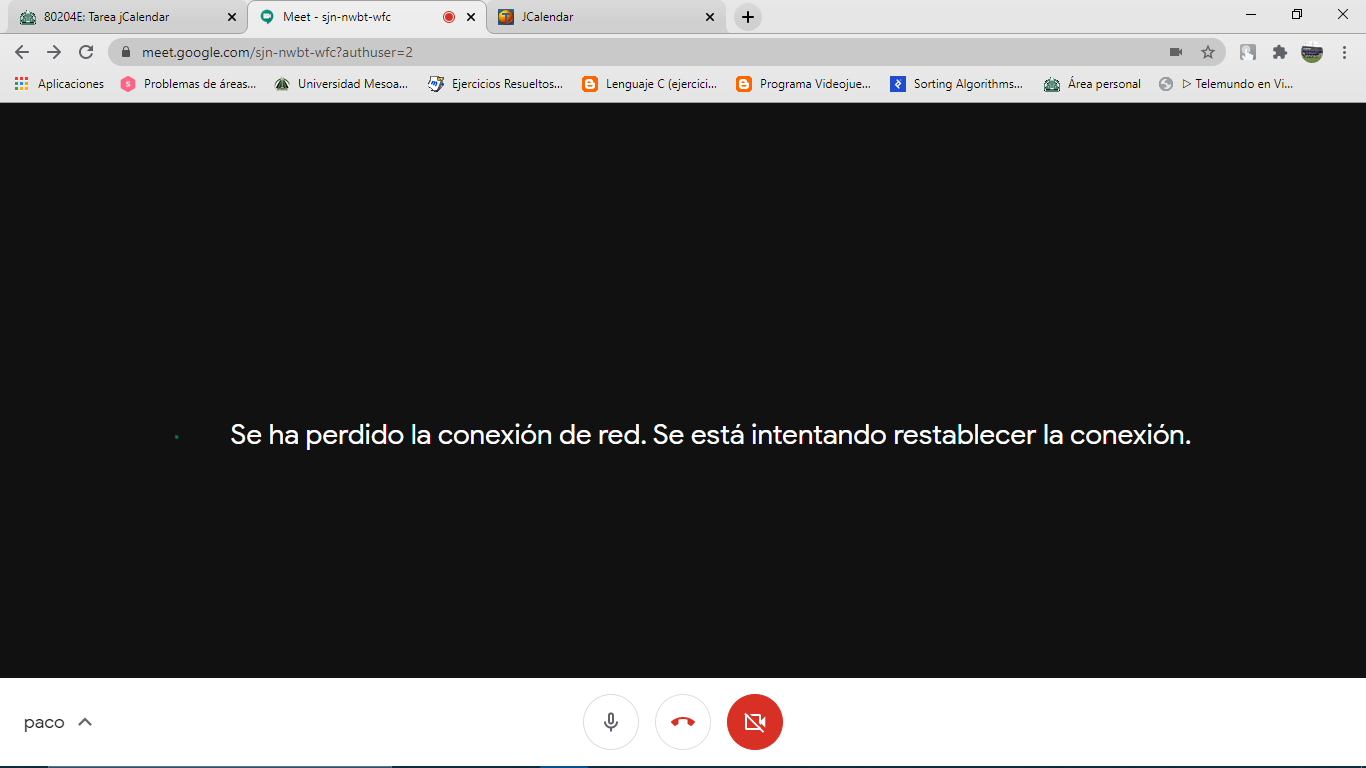 80204E: Tarea jCalendar
Meet - sjn-nwbt-wfc
JCalendar
meet.google.com/sjn-nwbt-wfc?authuser=2
Aplicaciones
Problemas de áreas...
Universidad Mesoa...
Ejercicios Resueltos...
Lenguaje C (ejercici...
Programa Videojue...
Sorting Algorithms...
Área personal
▷ Telemundo en Vi...
Se ha perdido la conexión de red. Se está intentando restablecer la conexión.
paco